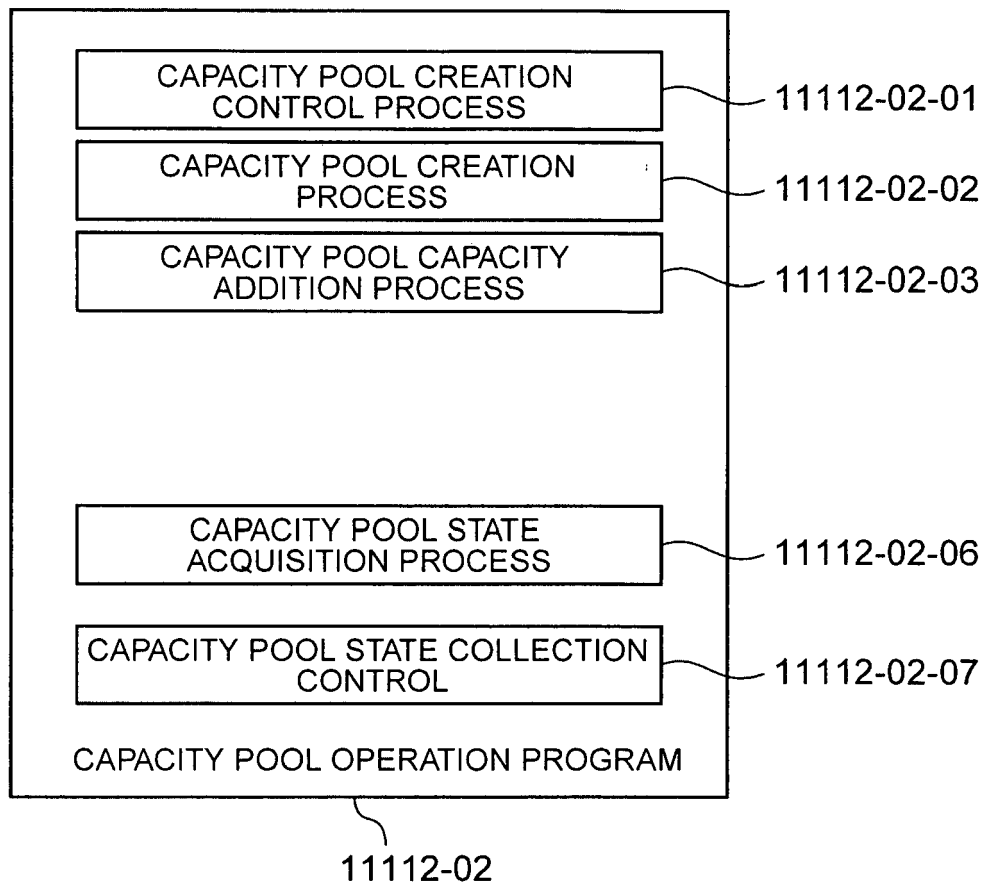 CAPACITY POOL CREATION
CONTROL PROCESS
11112-02-01
CAPACITY POOL CREATION
PROCESS
11112-02-02
CAPACITY POOL CAPACITY
ADDITION PROCESS
11112-02-03
CAPACITY POOL STATE
ACQUISITION PROCESS
11112-02-06
CAPACITY POOL STATE COLLECTION
CONTROL
11112-02-07
CAPACITY POOL OPERATION PROGRAM
11112-02